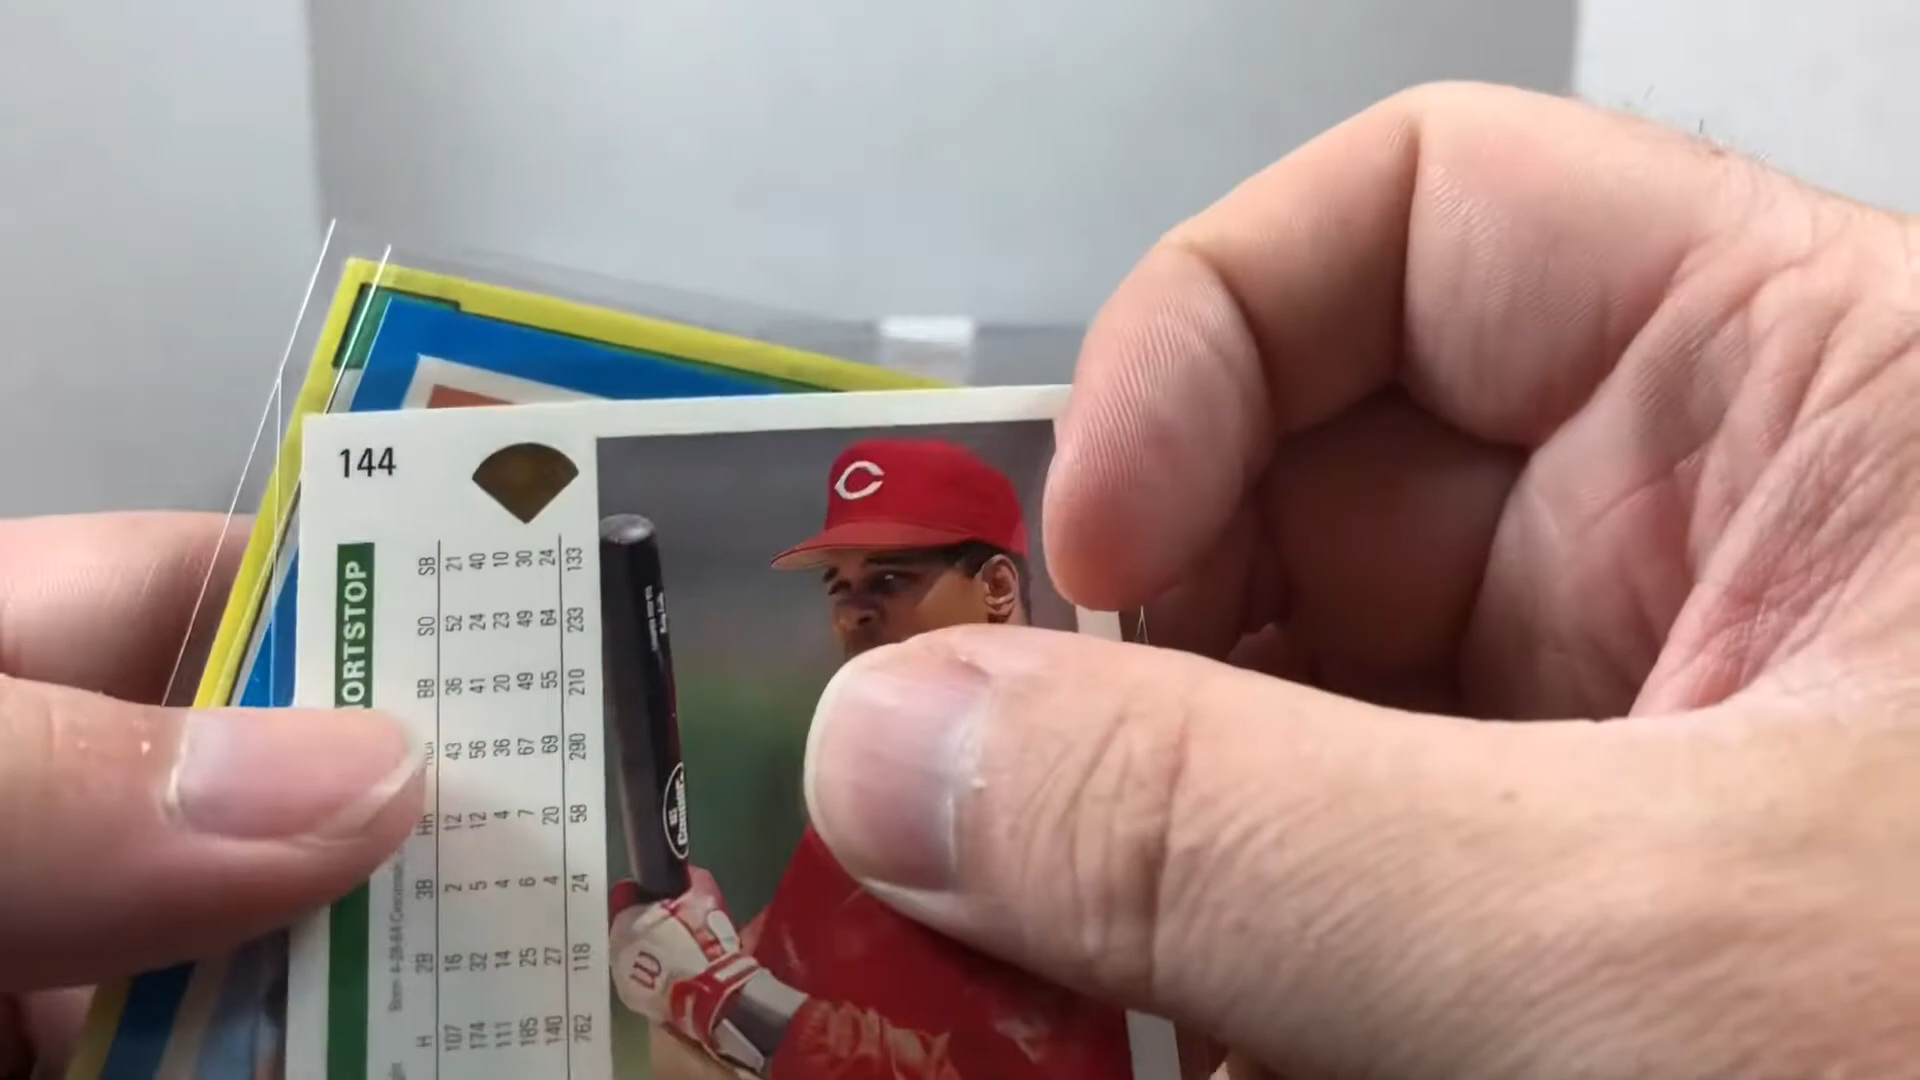 144
ORTSTOP
H 2B 3B HR RBI BB SO SB
107 16 2 12 43 36 52 21
174 32 5 12 56 41 24 40
111 14 4 4 36 20 23 10
185 25 6 7 67 49 49 30
140 27 4 20 69 55 64 24
762 118 24 58 290 210 233 133
C
Cooper
W